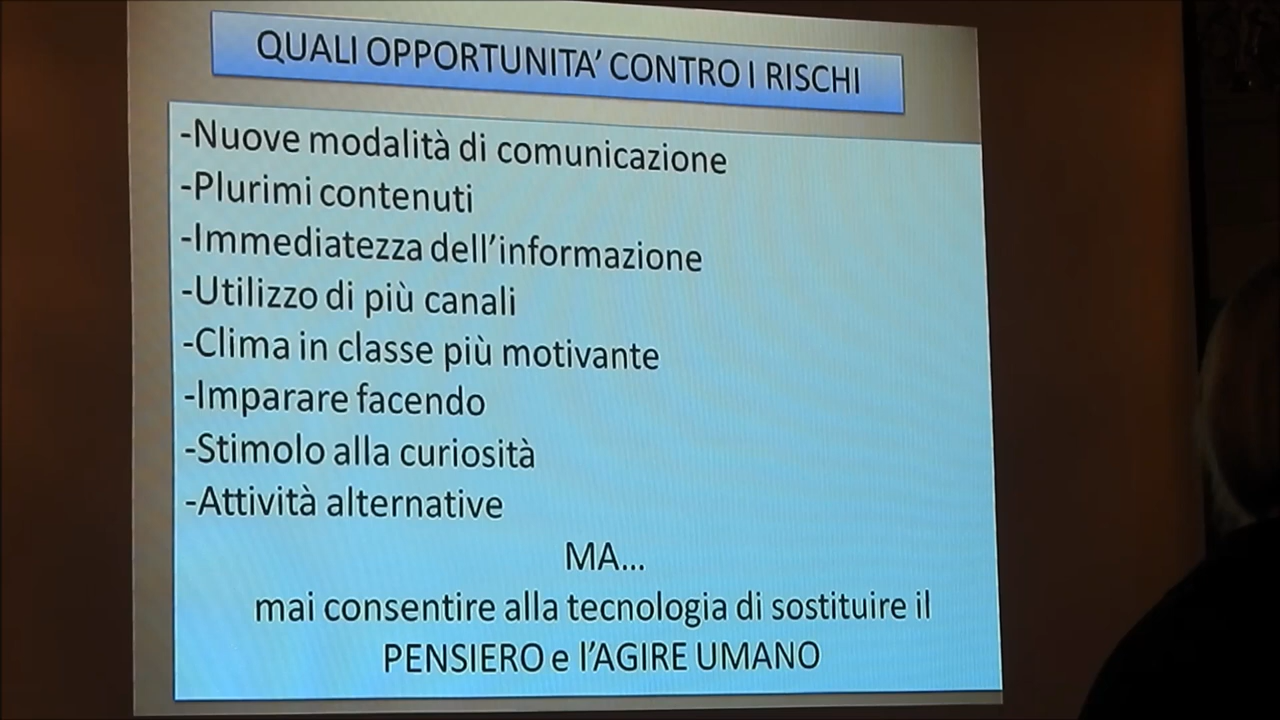 QUALI OPPORTUNITA' CONTRO I RISCHI
-Nuove modalità di comunicazione
-Plurimi contenuti
-Immediatezza dell'informazione
-Utilizzo di più canali
-Clima in classe più motivante
-Imparare facendo
-Stimolo alla curiosità
-Attività alternative
MA...
mai consentire alla tecnologia di sostituire il
PENSIERO e l'AGIRE UMANO